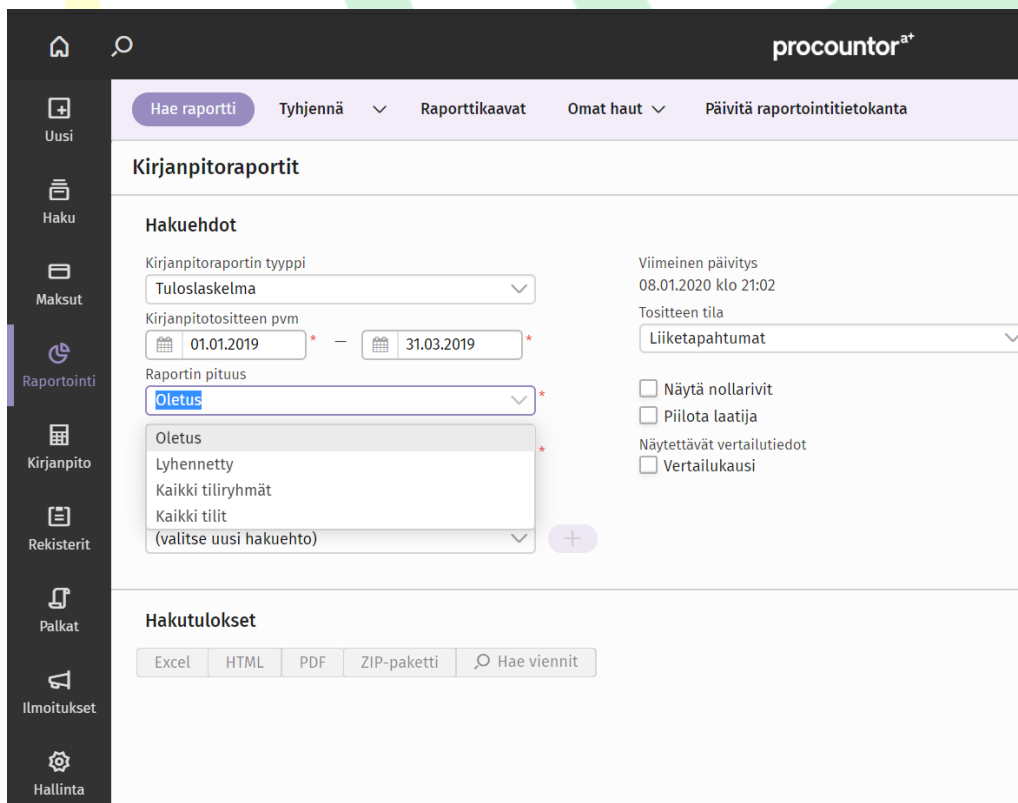 procountor a+
Uusi
Haku
Maksut
Raportointi
Kirjanpito
Rekisterit
Palkat
Ilmoitukset
Hallinta
Hae raportti Tyhjennä Raporttikaavat Omat haut Päivitä raportointitietokanta
Kirjanpitoraportit
Hakuehdot
Kirjanpitoraportin tyyppi
Tuloslaskelma
Kirjanpitotositteen pvm
01.01.2019 * – 31.03.2019 *
Raportin pituus
Oletus *
Oletus
Lyhennetty
Kaikki tiliryhmät
Kaikki tilit
*
(valitse uusi hakuehto)
Viimeinen päivitys
08.01.2020 klo 21:02
Tositteen tila
Liiketapahtumat
Näytä nollarivit
Piilota laatija
Näytettävät vertailutiedot
Vertailukausi
Hakutulokset
Excel HTML PDF ZIP-paketti Hae viennit